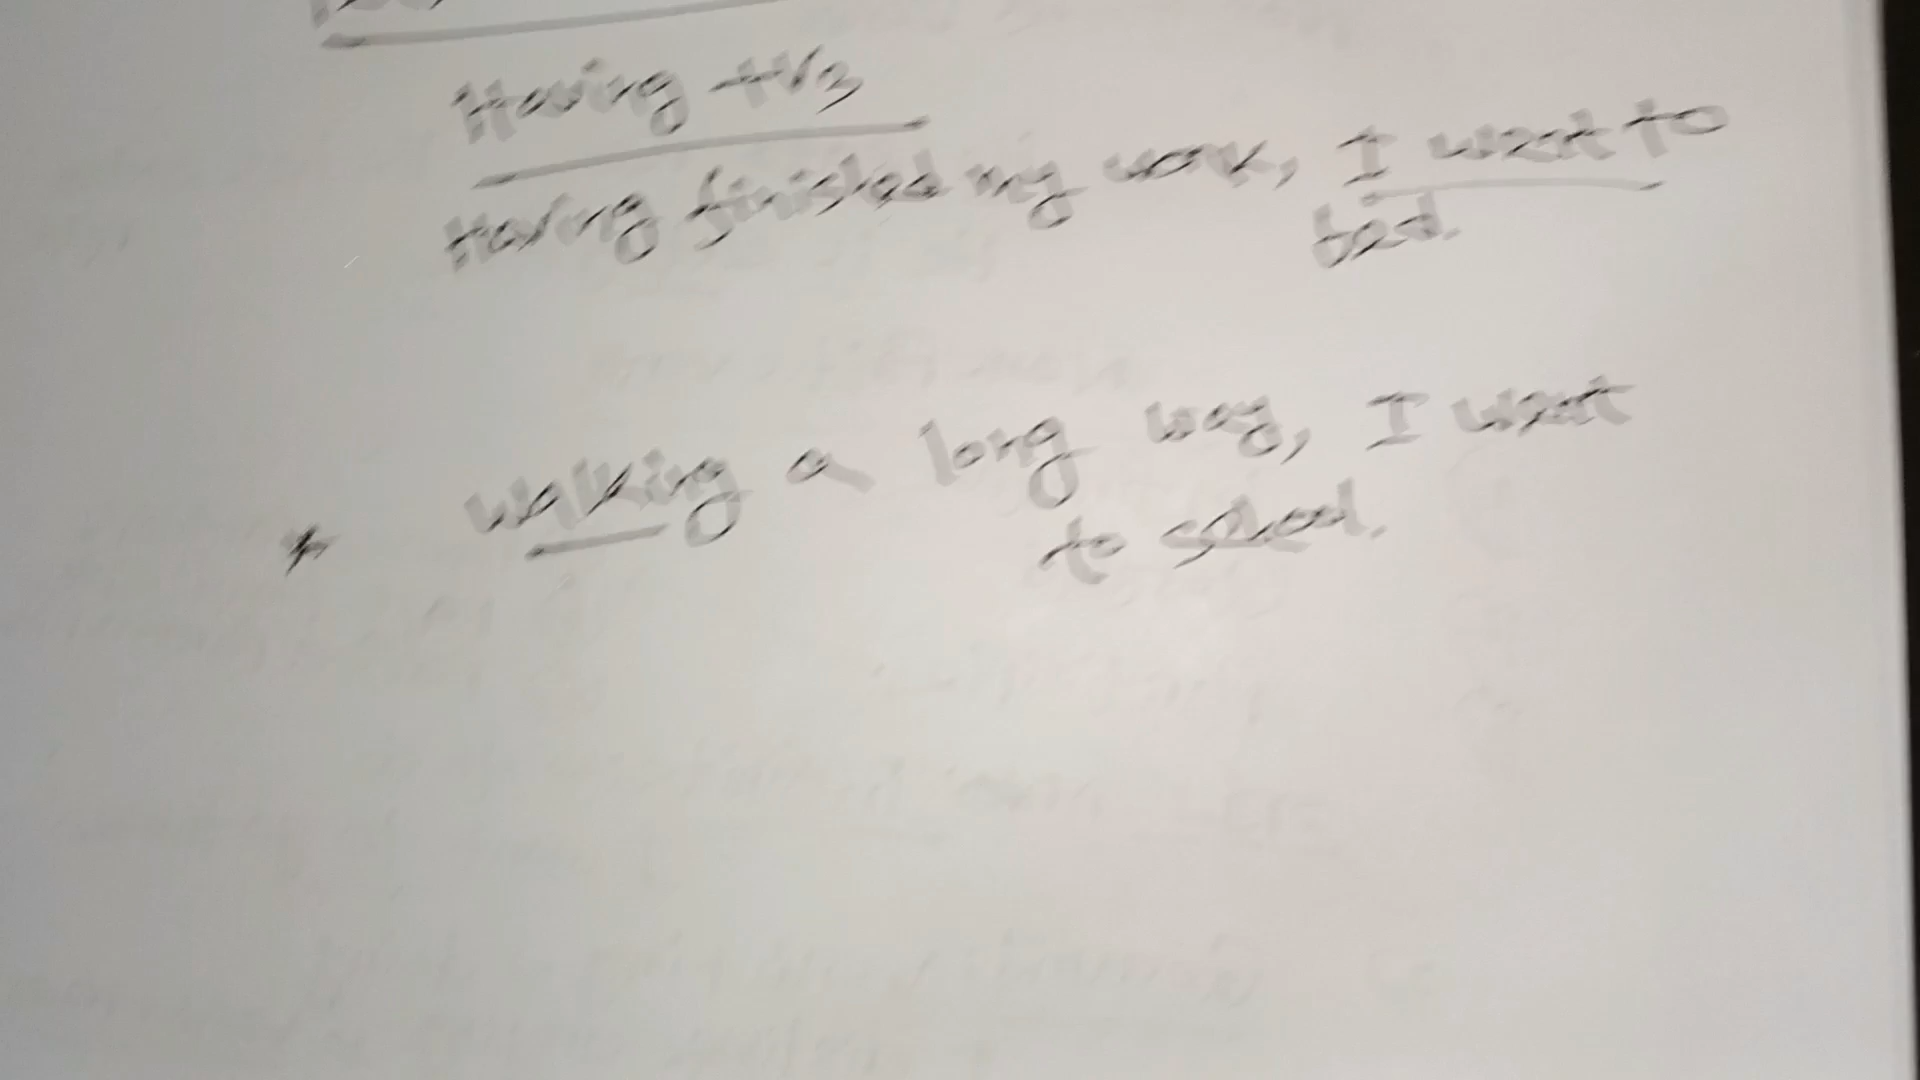 Having +V3
Having finished my work, I went to
bed.
* Walking a long way, I went
to school.